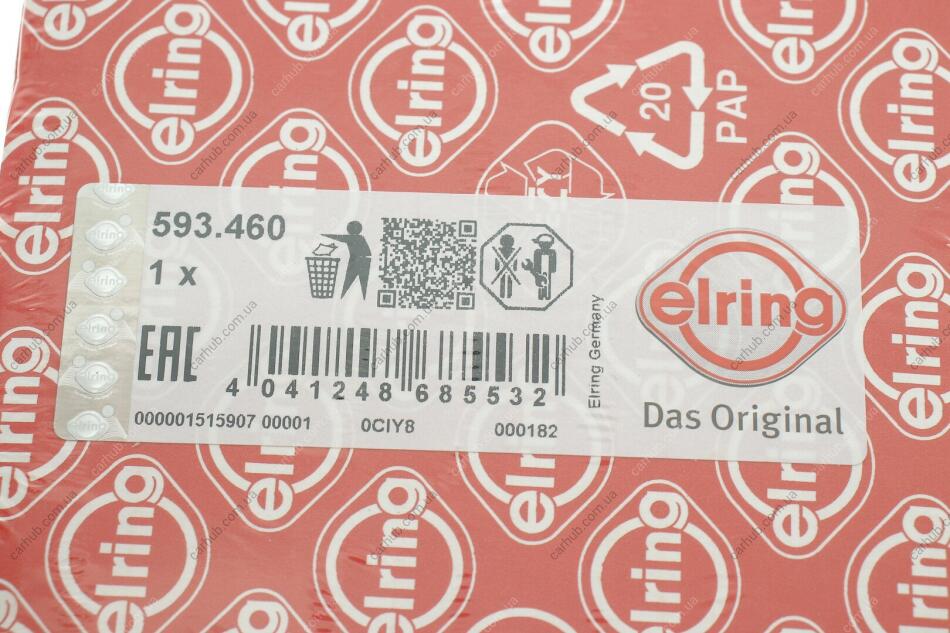 20
PAP
593.460
1 x
EAC
4 041248 685532
000001515907 00001 0CIY8 000182
Elring Germany
elring
Das Original
elring
carhub.com.ua